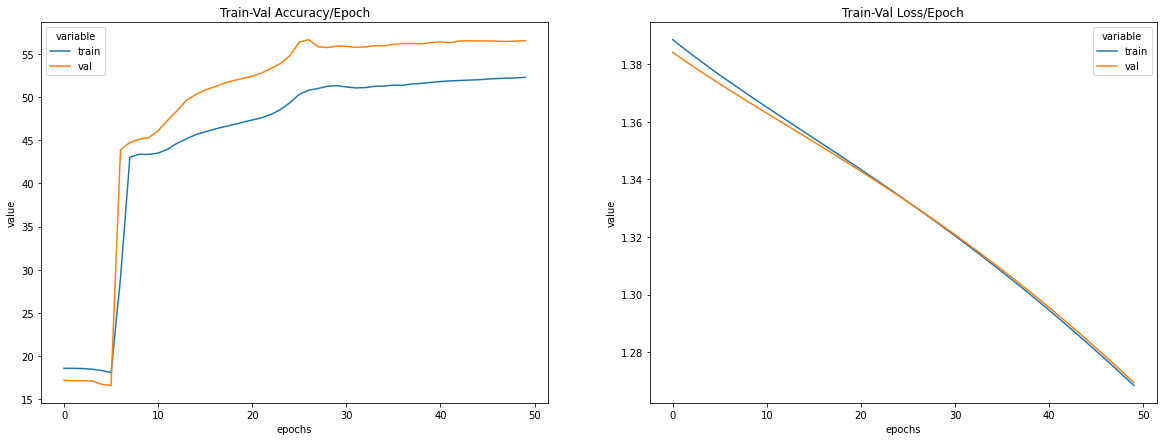 Train-Val Accuracy/Epoch
variable
train
val
55
50
45
40
35
30
25
20
15
value
0
10
20
30
40
50
epochs
Train-Val Loss/Epoch
variable
train
val
1.38
1.36
1.34
1.32
1.30
1.28
value
0
10
20
30
40
50
epochs